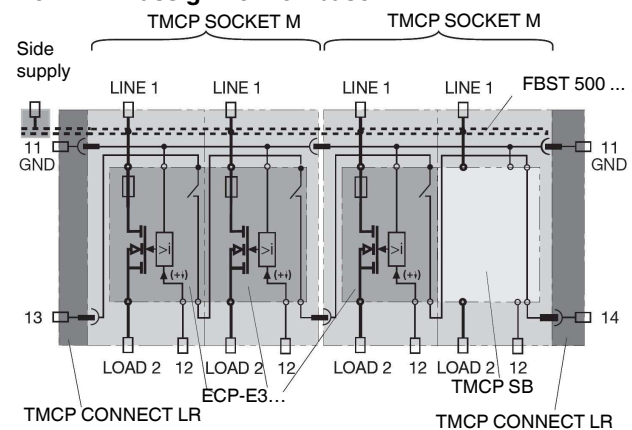 TMCP SOCKET M TMCP SOCKET M
Side
supply
LINE 1 LINE 1 LINE 1 LINE 1 FBST 500 ...
11 11
GND GND
>i >i >i
(+) (+) (+)
13 14
LOAD 2 12 LOAD 2 12 LOAD 2 12 LOAD 2 12
ECP-E3... TMCP SB
TMCP CONNECT LR TMCP CONNECT LR